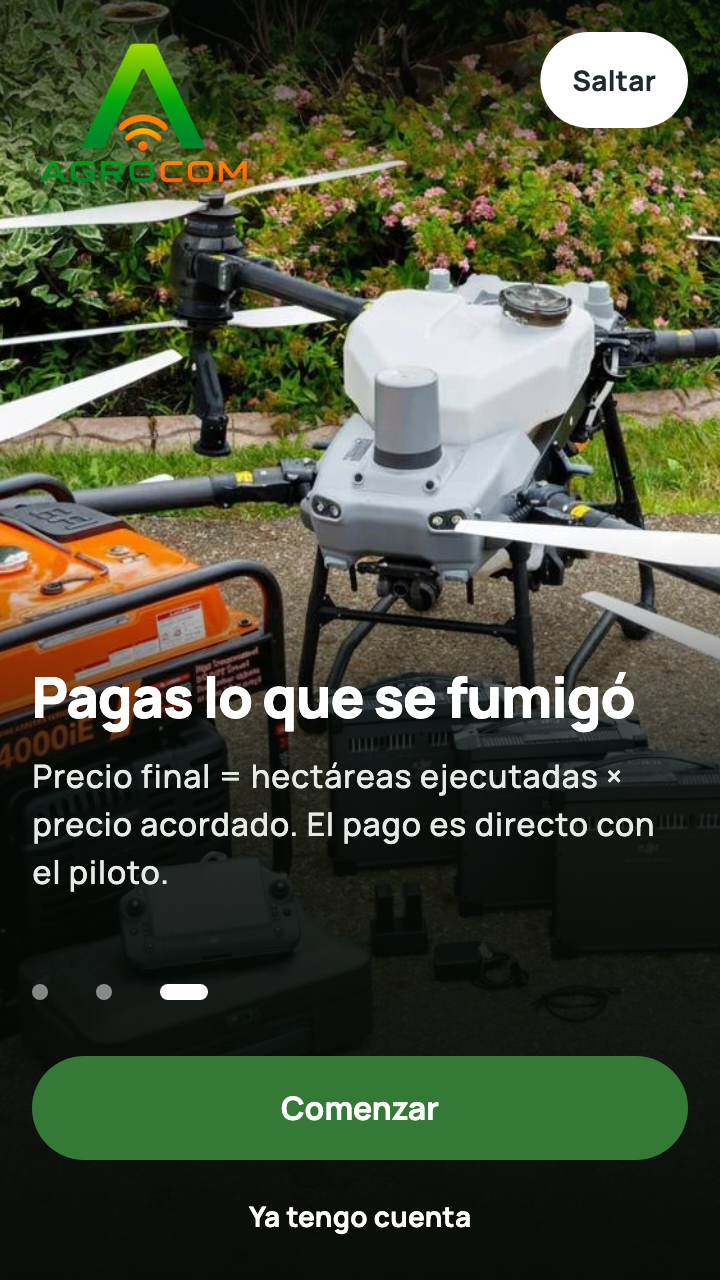 AGROCOM
Saltar
4000iE
Pagas lo que se fumigó
Precio final = hectáreas ejecutadas ×
precio acordado. El pago es directo con
el piloto.
Comenzar
Ya tengo cuenta